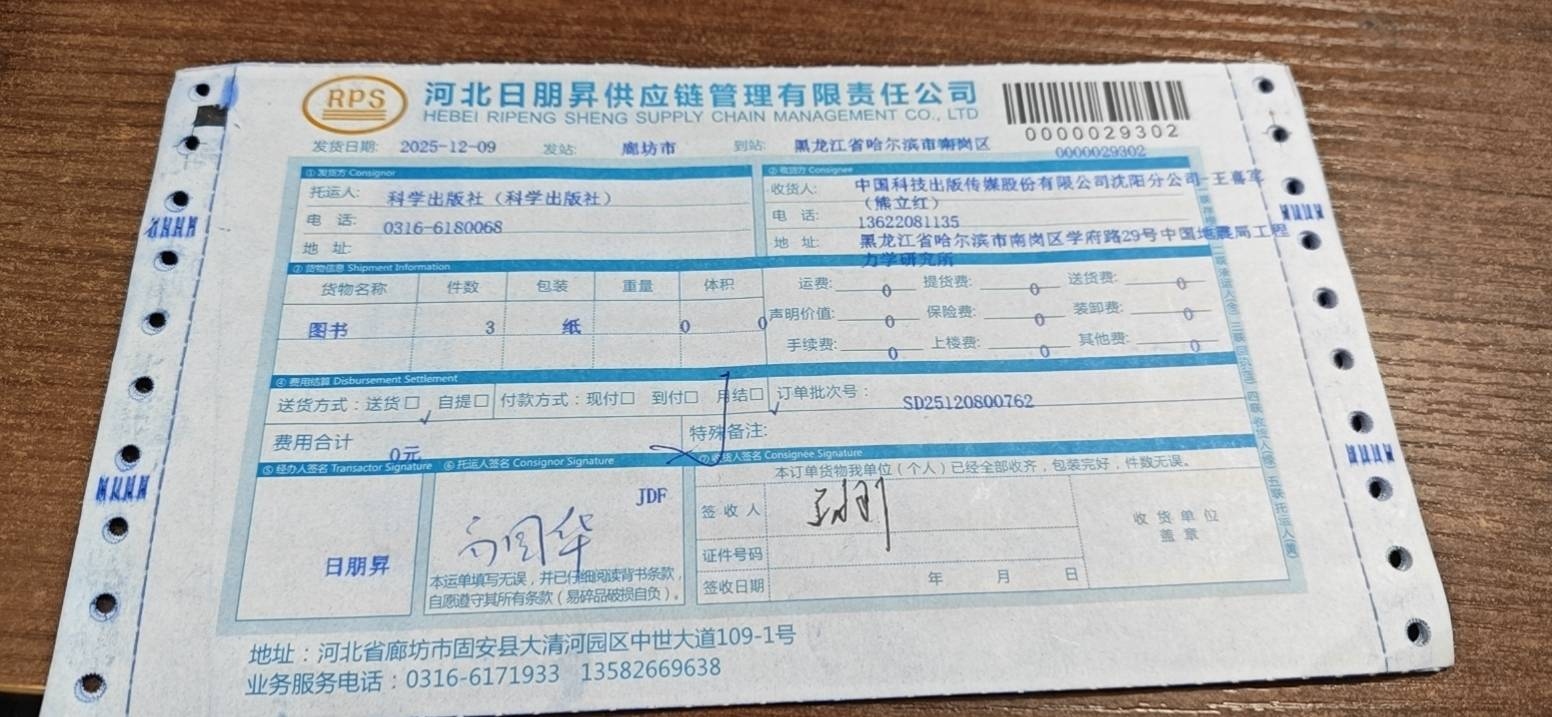 RPS
河北日朋昇供应链管理有限责任公司
HEBEI RIPENG SHENG SUPPLY CHAIN MANAGEMENT CO., LTD
0000029302
发货日期: 2025-12-09 发站: 廊坊市 到站: 黑龙江省哈尔滨市南岗区 0000029302
①发货方 Consignor
托运人: 科学出版社（科学出版社）
电 话: 0316-6180068
地 址:
②收货方 Consignee
收货人: 中国科技出版传媒股份有限公司沈阳分公司-王喜军
（熊立红）
电 话: 13622081135
地 址: 黑龙江省哈尔滨市南岗区学府路29号中国地震局工程
力学研究所
③货物信息 Shipment Information
货物名称 件数 包装 重量 体积
图书 3 纸 0 0
运费: 0 提货费: 0 送货费: 0
声明价值: 0 保险费: 0 装卸费: 0
手续费: 0 上楼费: 0 其他费: 0
④费用结算 Disbursement Settlement
送货方式：送货□ 自提□ 付款方式：现付□ 到付□ 月结□ 订单批次号： SD25120800762
费用合计 0元 特殊备注:
⑤经办人签名 Transactor Signature ⑥托运人签名 Consignor Signature ⑦收货人签名 Consignee Signature
日朋昇
JDF
本运单填写无误，并已仔细阅读背书条款，
自愿遵守其所有条款（易碎品破损自负）。
本订单货物我单位（个人）已经全部收齐，包装完好，件数无误。
签 收 人
证件号码
签收日期 年 月 日
收 货 单 位
盖 章
地址：河北省廊坊市固安县大清河园区中世大道109-1号
业务服务电话：0316-6171933 13582669638